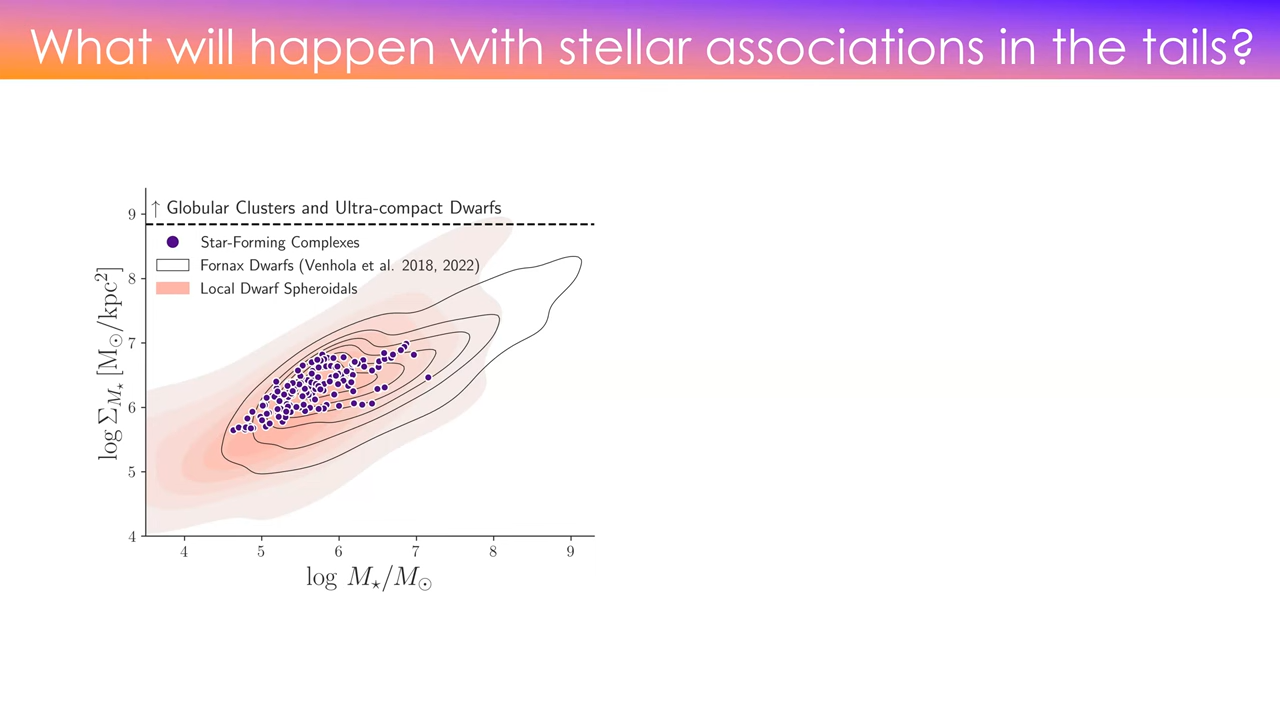 What will happen with stellar associations in the tails?
↑ Globular Clusters and Ultra-compact Dwarfs
Star-Forming Complexes
Fornax Dwarfs (Venhola et al. 2018, 2022)
Local Dwarf Spheroidals
log Σ_M⋆ [M⊙/kpc²]
9
8
7
6
5
4
4 5 6 7 8 9
log M⋆/M⊙